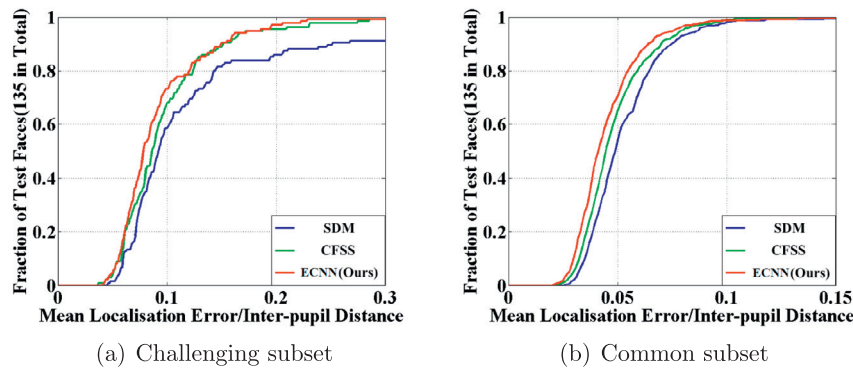 Fraction of Test Faces(135 in Total)
1
0.8
0.6
0.4
0.2
0
0
0.1
0.2
0.3
SDM
CFSS
ECNN(Ours)
Mean Localisation Error/Inter-pupil Distance
(a) Challenging subset
Fraction of Test Faces(135 in Total)
1
0.8
0.6
0.4
0.2
0
0
0.05
0.1
0.15
SDM
CFSS
ECNN(Ours)
Mean Localisation Error/Inter-pupil Distance
(b) Common subset